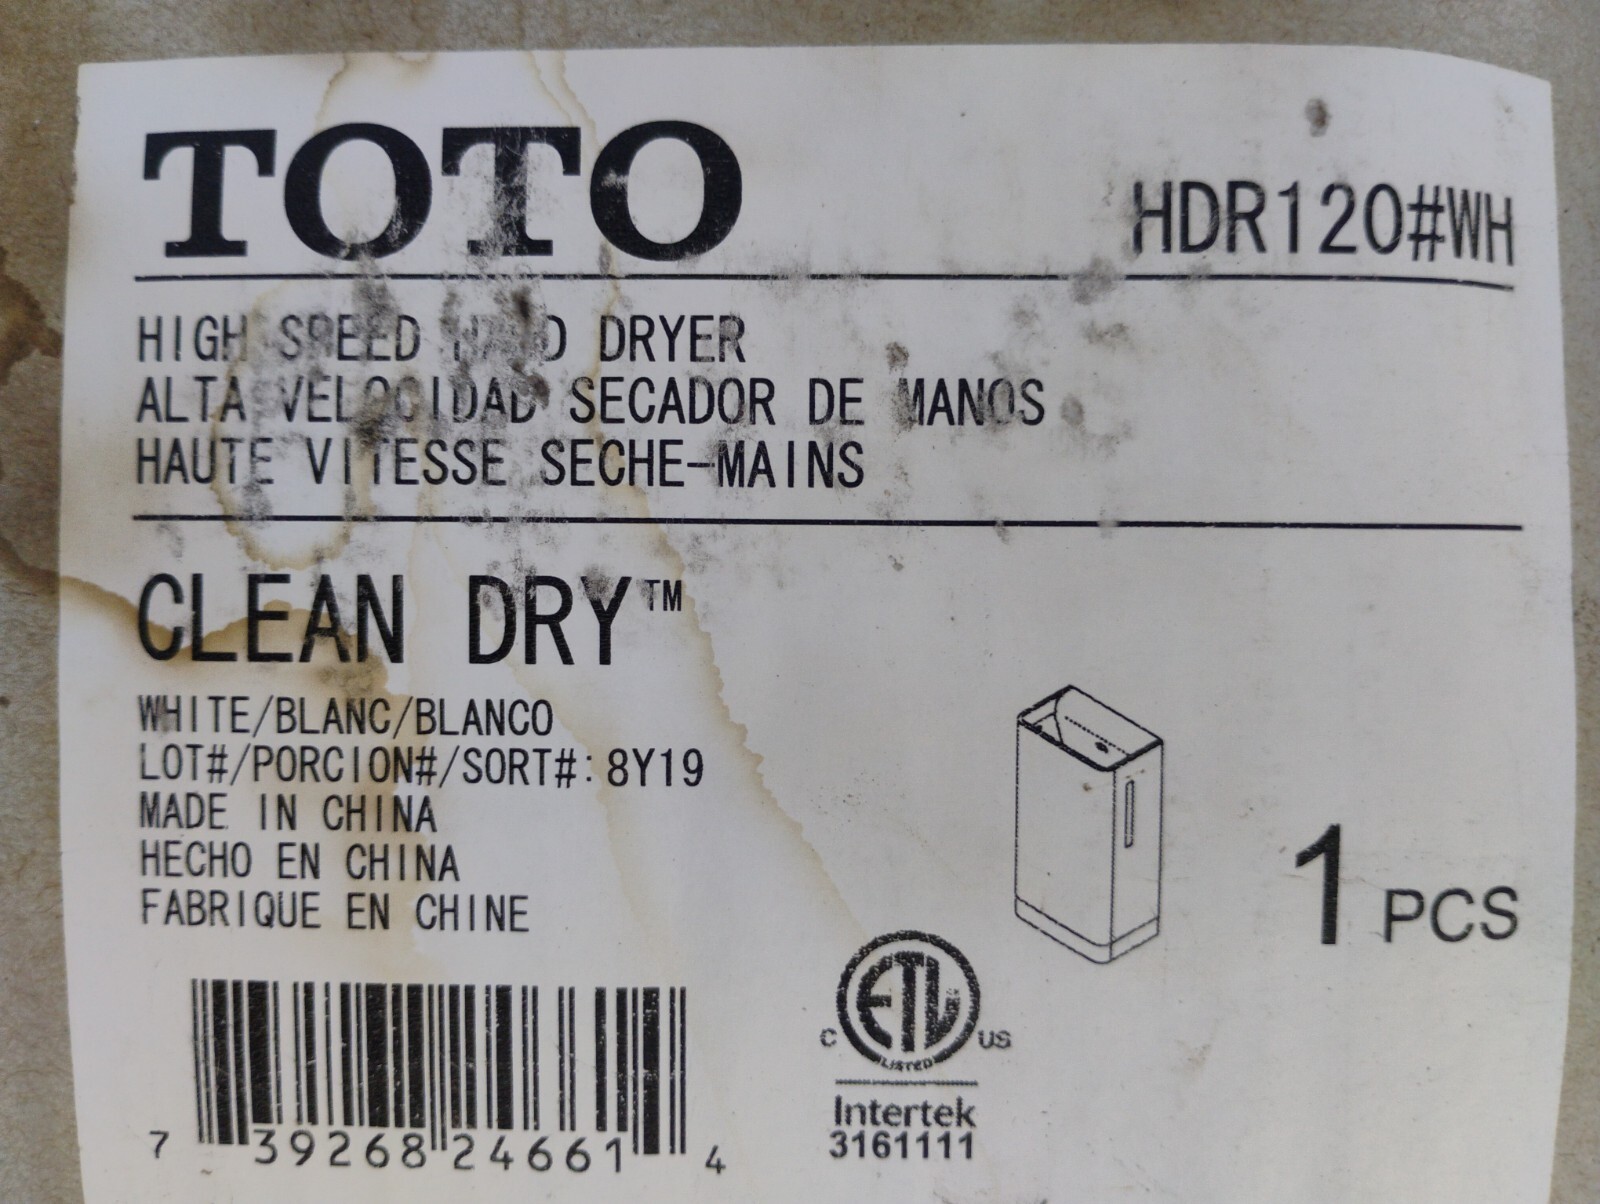 TOTO
HDR120#WH
HIGH SPEED HAND DRYER
ALTA VELOCIDAD SECADOR DE MANOS
HAUTE VITESSE SECHE-MAINS
CLEAN DRY™
WHITE/BLANC/BLANCO
LOT#/PORCION#/SORT#: 8Y19
MADE IN CHINA
HECHO EN CHINA
FABRIQUE EN CHINE
1 PCS
ETL
C US
LISTED
Intertek
3161111
7 39268 24661 4